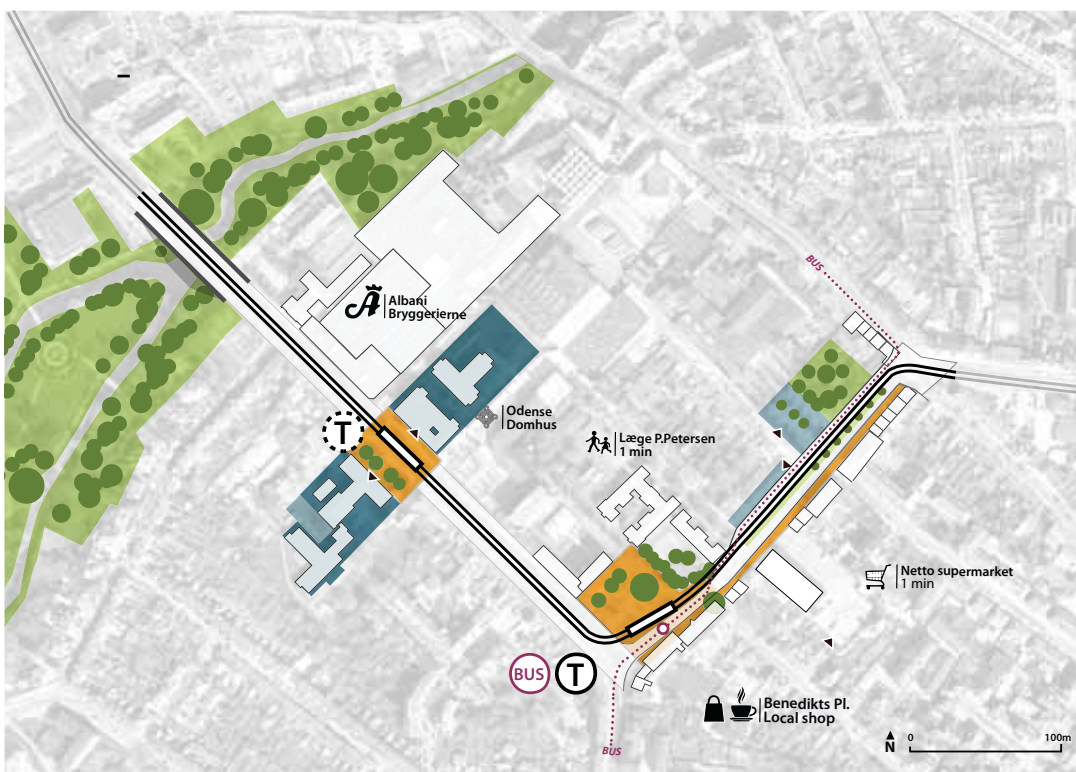 BUS
Albani
Bryggerierne
T
Odense
Domhus
Læge P.Petersen
1 min
Netto supermarket
1 min
BUS
T
Benedikts Pl.
Local shop
BUS
N
0
100m